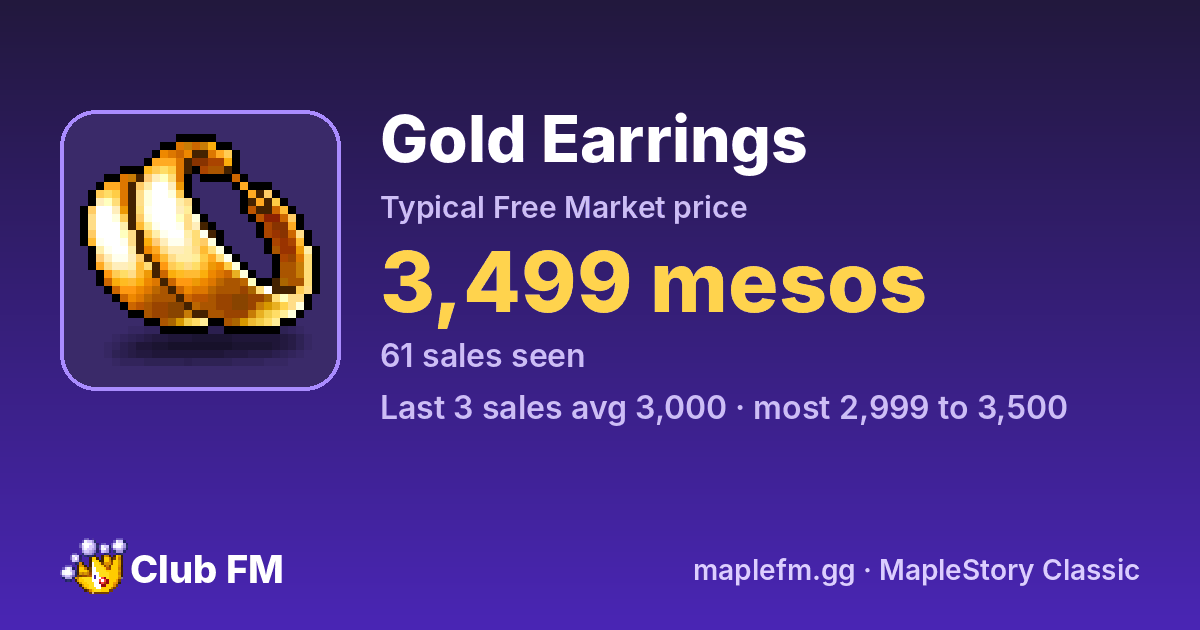 Gold Earrings
Typical Free Market price
3,499 mesos
61 sales seen
Last 3 sales avg 3,000 · most 2,999 to 3,500
Club FM
maplefm.gg · MapleStory Classic